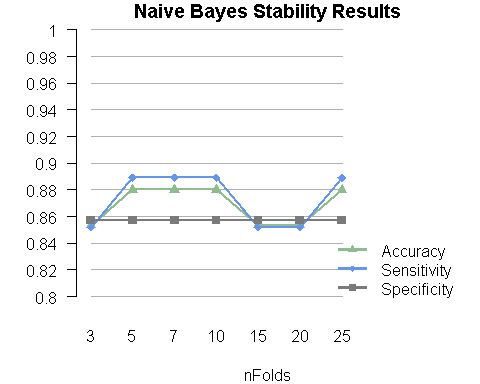 Naive Bayes Stability Results
1
0.98
0.96
0.94
0.92
0.9
0.88
0.86
0.84
0.82
0.8
Accuracy
Sensitivity
Specificity
3 5 7 10 15 20 25
nFolds